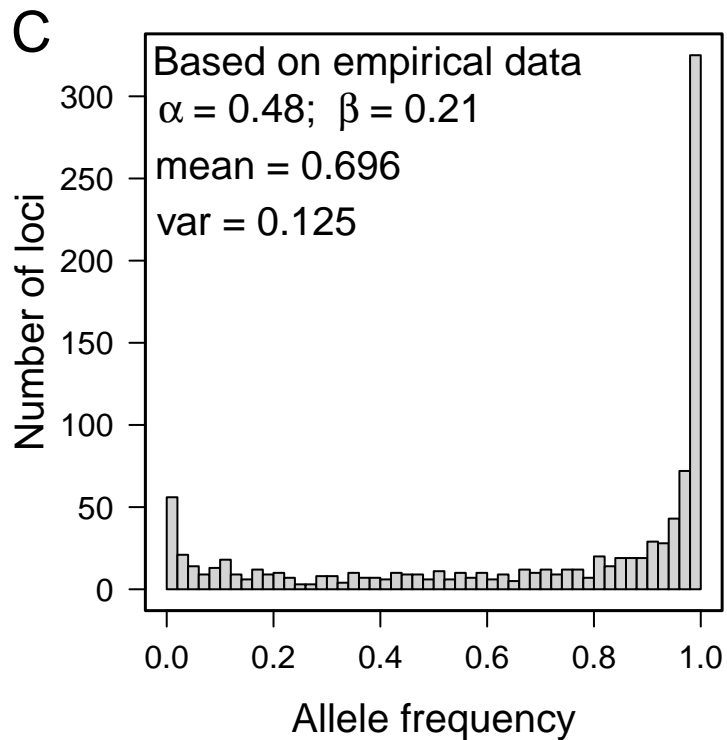 C
Based on empirical data
α = 0.48; β = 0.21
mean = 0.696
var = 0.125
Number of loci
300
250
200
150
100
50
0
0.0 0.2 0.4 0.6 0.8 1.0
Allele frequency